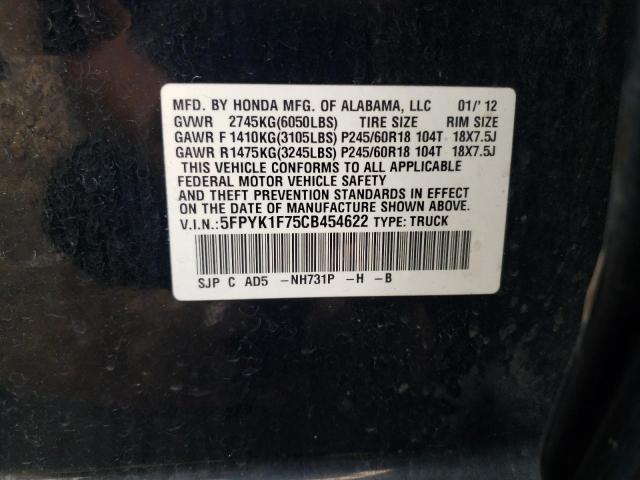 MFD. BY HONDA MFG. OF ALABAMA, LLC 01/'12
GVWR 2745KG(6050LBS) TIRE SIZE RIM SIZE
GAWR F 1410KG(3105LBS) P245/60R18 104T 18X7.5J
GAWR R1475KG(3245LBS) P245/60R18 104T 18X7.5J
THIS VEHICLE CONFORMS TO ALL APPLICABLE
FEDERAL MOTOR VEHICLE SAFETY
AND THEFT PREVENTION STANDARDS IN EFFECT
ON THE DATE OF MANUFACTURE SHOWN ABOVE.
V.I.N.: 5FPYK1F75CB454622 TYPE: TRUCK
SJP C AD5 -NH731P -H -B